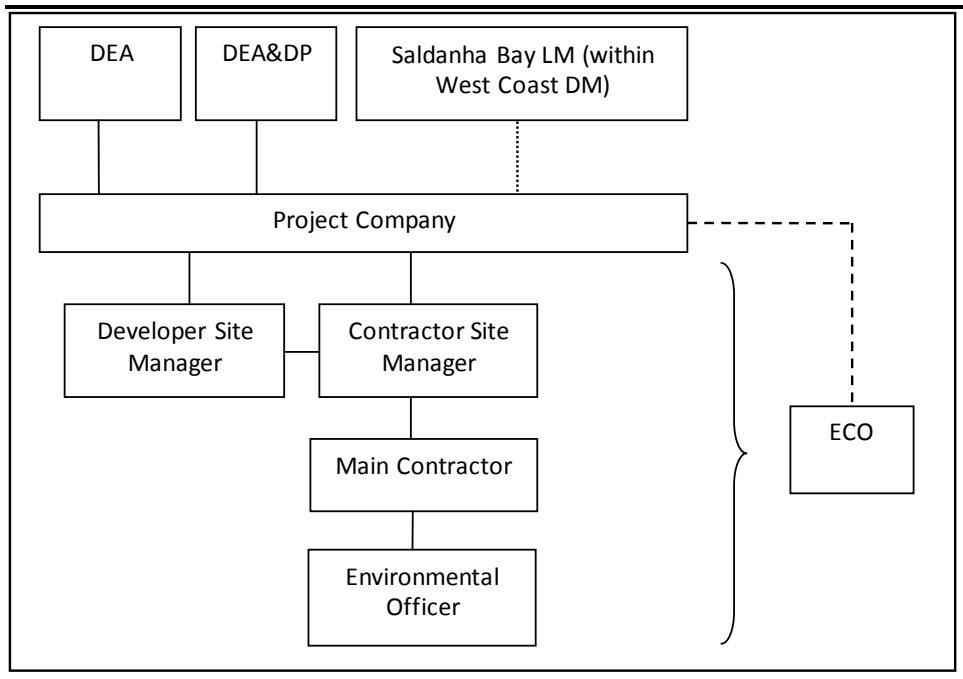 DEA
DEA&DP
Saldanha Bay LM (within
West Coast DM)
Project Company
Developer Site
Manager
Contractor Site
Manager
Main Contractor
Environmental
Officer
ECO